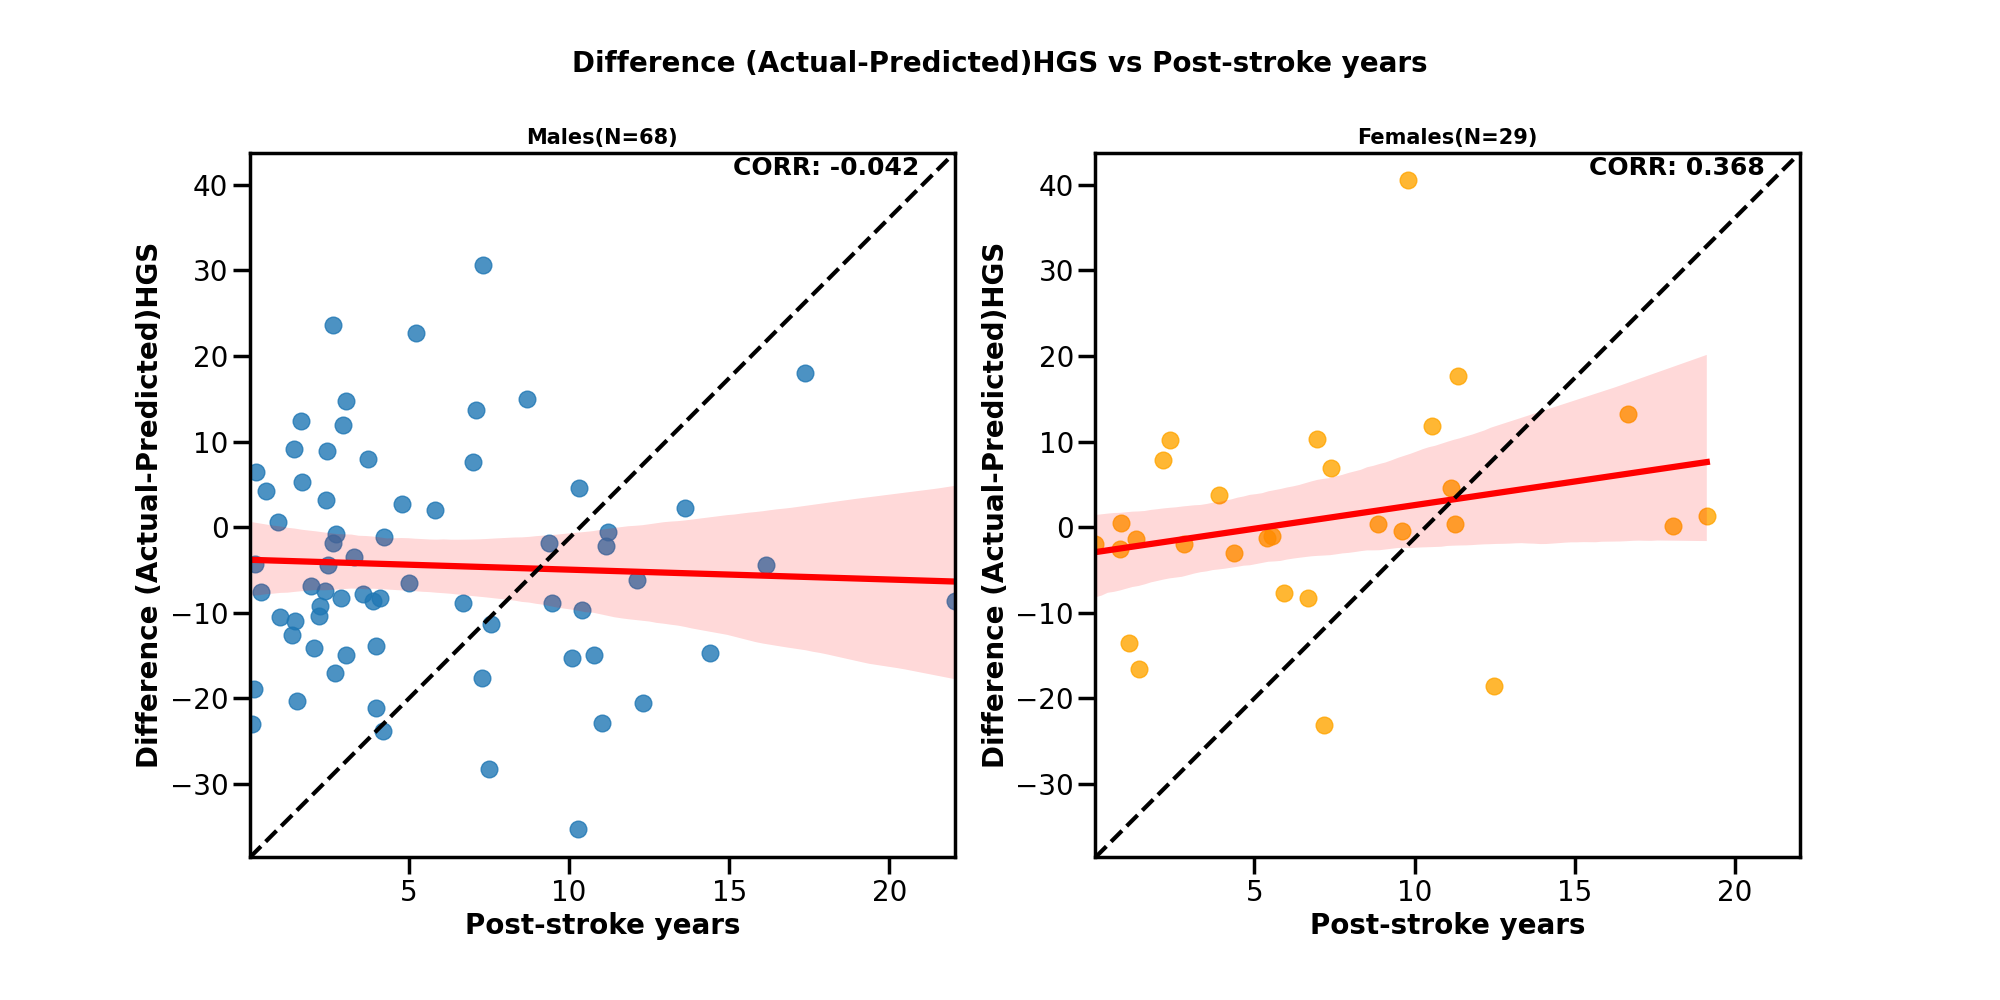 Difference (Actual-Predicted)HGS vs Post-stroke years
Males(N=68)
CORR: -0.042
40
30
20
10
0
−10
−20
−30
Difference (Actual-Predicted)HGS
5
10
15
20
Post-stroke years
Females(N=29)
CORR: 0.368
40
30
20
10
0
−10
−20
−30
Difference (Actual-Predicted)HGS
5
10
15
20
Post-stroke years